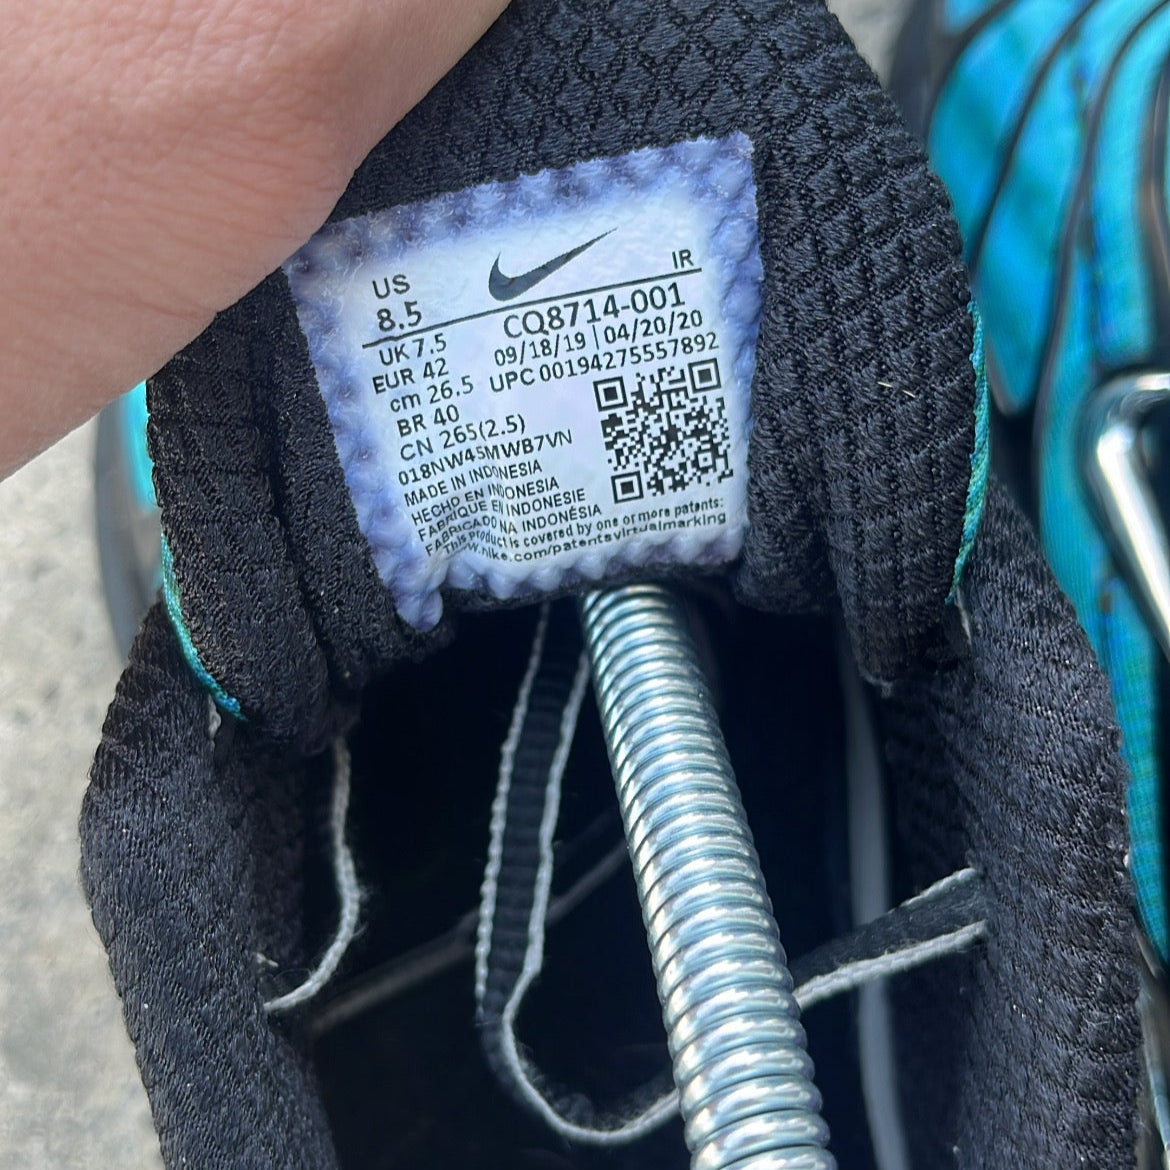 US
8.5
IR
CQ8714-001
09/18/19 | 04/20/20
UPC 00194275557892
UK 7.5
EUR 42
cm 26.5
BR 40
CN 265(2.5)
018NW45MWB7VN
MADE IN INDONESIA
HECHO EN INDONESIA
FABRIQUE EN INDONESIE
FABRICADO NA INDONÉSIA
This product is covered by one or more patents:
www.nike.com/patentsvirtualmarking